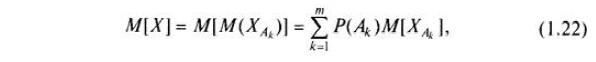 M[X] = M[M(X_{A_k})] = \sum_{k=1}^{m} P(A_k)M[X_{A_k}], (1.22)